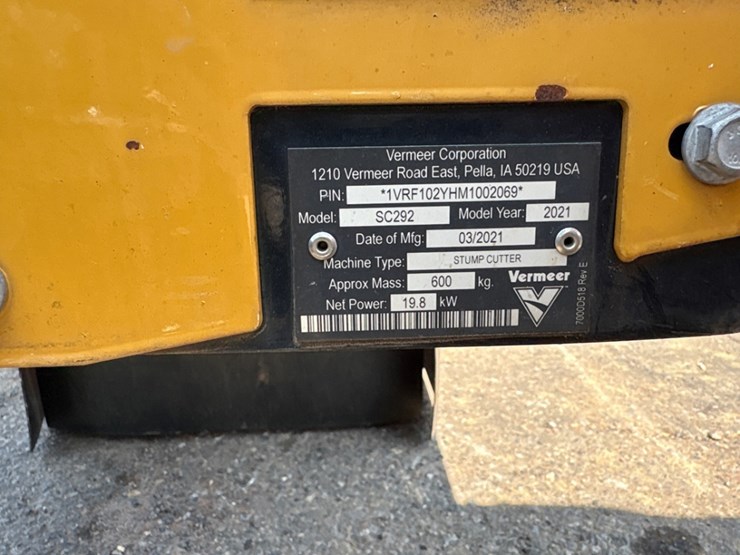 Vermeer Corporation
1210 Vermeer Road East, Pella, IA 50219 USA
PIN: *1VRF102YHM1002069*
Model: SC292 Model Year: 2021
Date of Mfg: 03/2021
Machine Type: STUMP CUTTER
Approx Mass: 600 kg.
Net Power: 19.8 kW
Vermeer
7000D518 Rev E